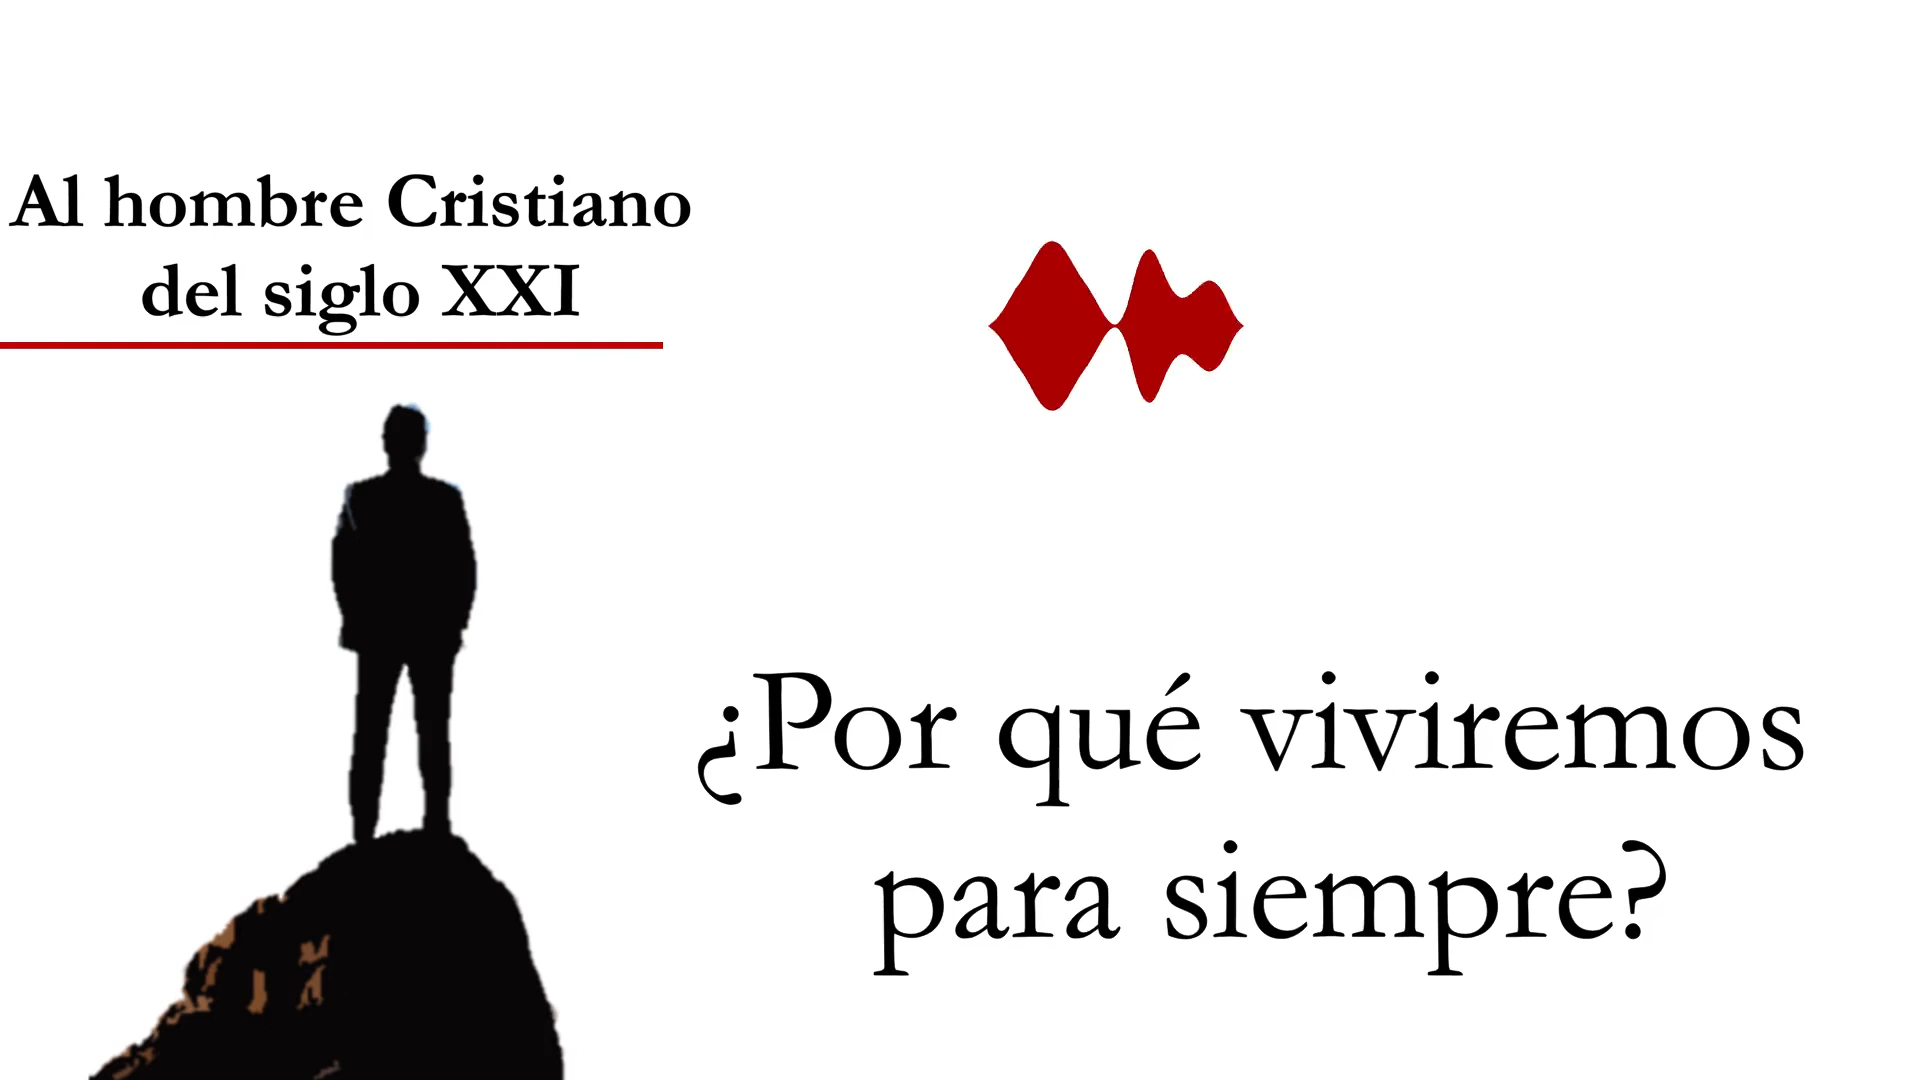 Al hombre Cristiano
del siglo XXI
¿Por qué viviremos
para siempre?